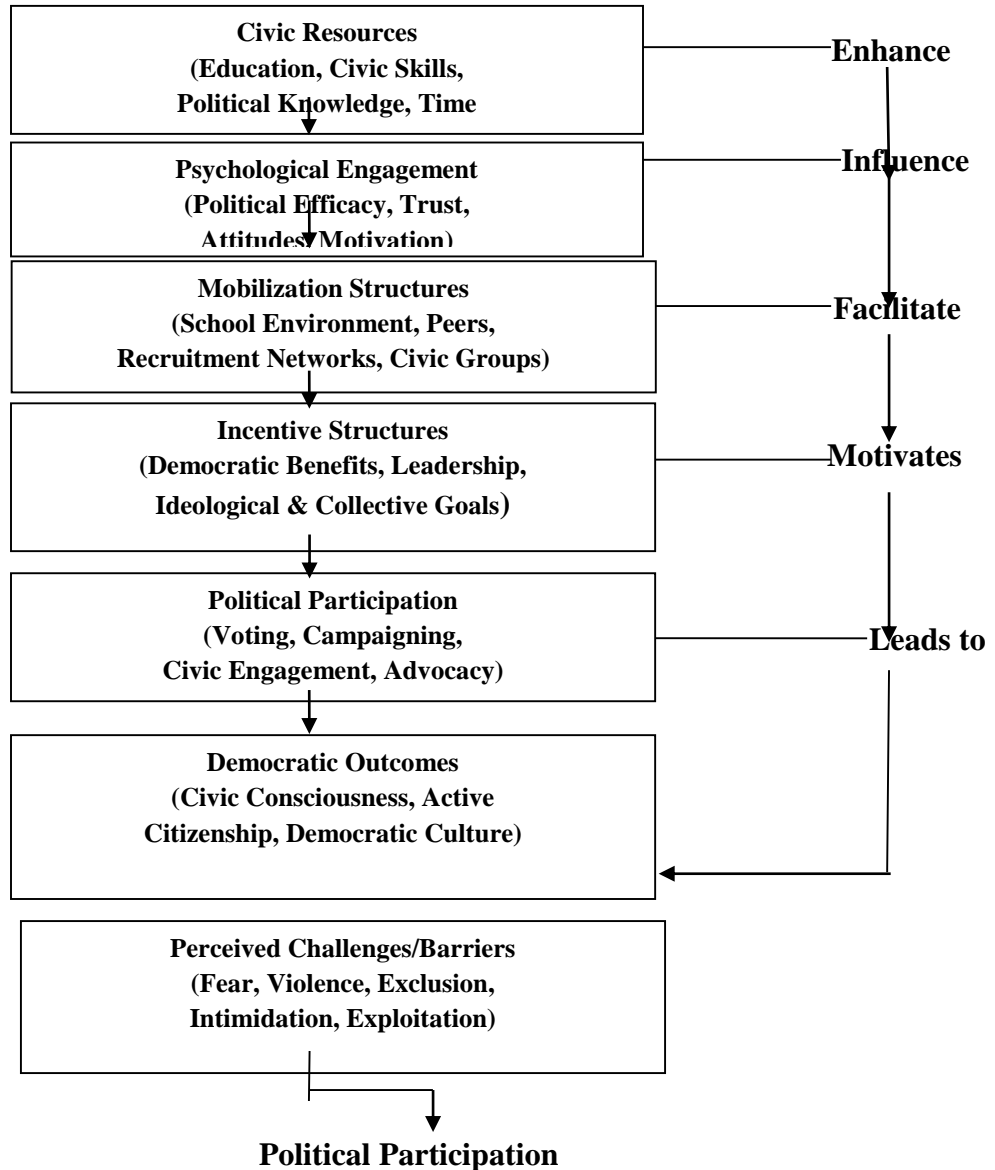 Civic Resources
(Education, Civic Skills,
Political Knowledge, Time
Enhance
Psychological Engagement
(Political Efficacy, Trust,
Attitudes, Motivation)
Influence
Mobilization Structures
(School Environment, Peers,
Recruitment Networks, Civic Groups)
Facilitate
Incentive Structures
(Democratic Benefits, Leadership,
Ideological & Collective Goals)
Motivates
Political Participation
(Voting, Campaigning,
Civic Engagement, Advocacy)
Leads to
Democratic Outcomes
(Civic Consciousness, Active
Citizenship, Democratic Culture)
Perceived Challenges/Barriers
(Fear, Violence, Exclusion,
Intimidation, Exploitation)
Political Participation